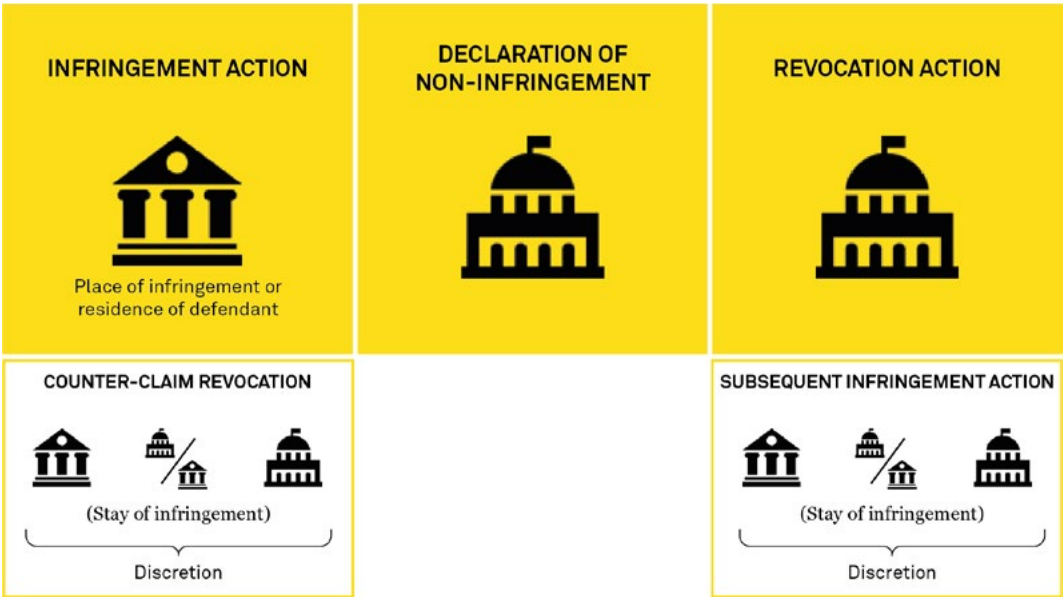 INFRINGEMENT ACTION
Place of infringement or
residence of defendant
DECLARATION OF
NON-INFRINGEMENT
REVOCATION ACTION
COUNTER-CLAIM REVOCATION
(Stay of infringement)
Discretion
SUBSEQUENT INFRINGEMENT ACTION
(Stay of infringement)
Discretion